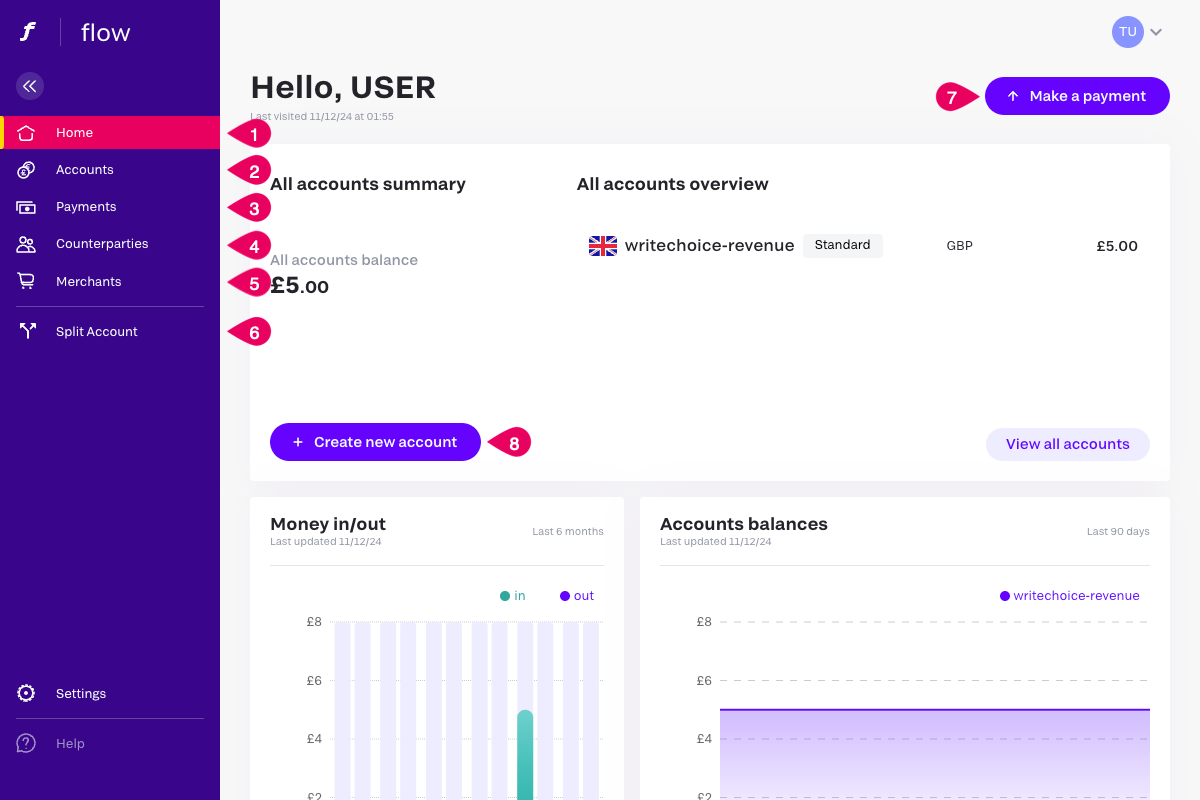 f flow
TU
Hello, USER
Last visited 11/12/24 at 01:55
7
Make a payment
Home
1
Accounts
2
Payments
3
Counterparties
4
Merchants
5
Split Account
6
Settings
Help
All accounts summary
All accounts balance
£5.00
All accounts overview
writechoice-revenue Standard GBP £5.00
+ Create new account
8
View all accounts
Money in/out
Last updated 11/12/24
Last 6 months
in out
£8
£6
£4
£2
Accounts balances
Last updated 11/12/24
Last 90 days
writechoice-revenue
£8
£6
£4
£2